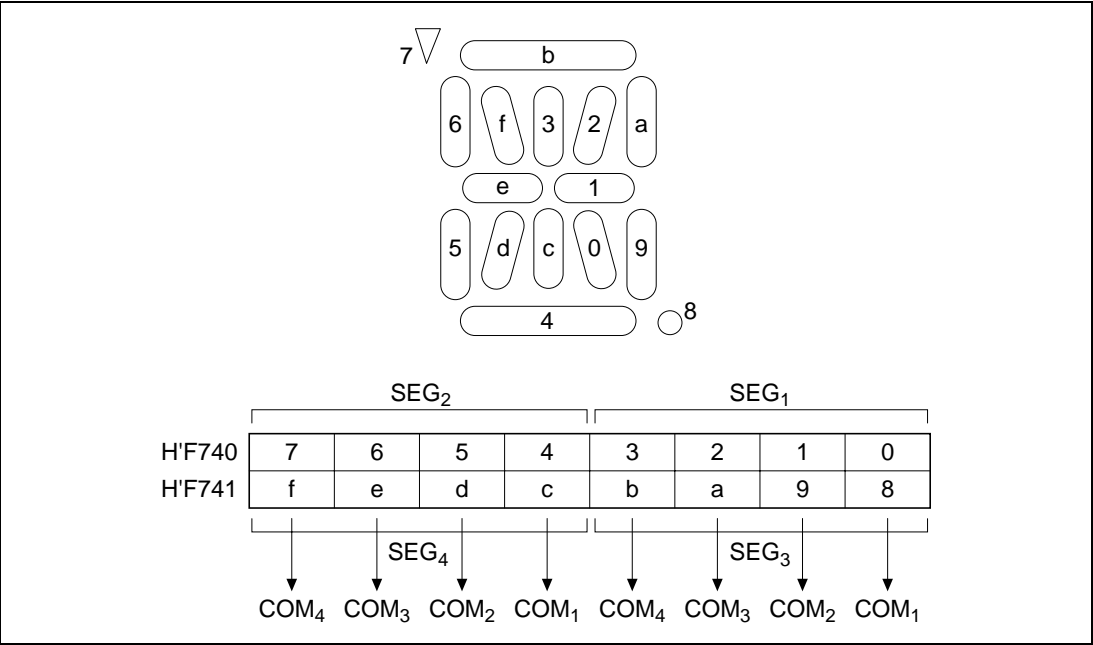 7 b
6 f 3 2 a
e 1
5 d c 0 9
4 8
SEG2 SEG1
H'F740 7 6 5 4 3 2 1 0
H'F741 f e d c b a 9 8
SEG4 SEG3
COM4 COM3 COM2 COM1 COM4 COM3 COM2 COM1